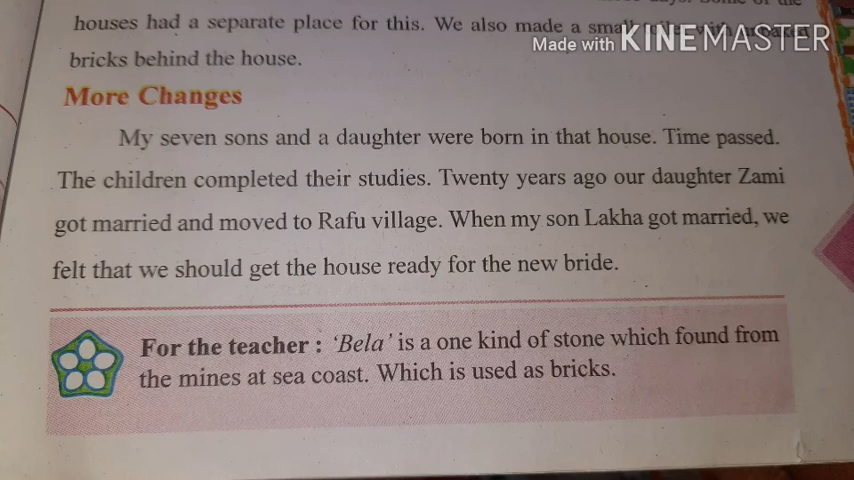 houses had a separate place for this. We also made a small with
Made with KINEMASTER
bricks behind the house.
More Changes
My seven sons and a daughter were born in that house. Time passed.
The children completed their studies. Twenty years ago our daughter Zami
got married and moved to Rafu village. When my son Lakha got married, we
felt that we should get the house ready for the new bride.
For the teacher : 'Bela' is a one kind of stone which found from
the mines at sea coast. Which is used as bricks.